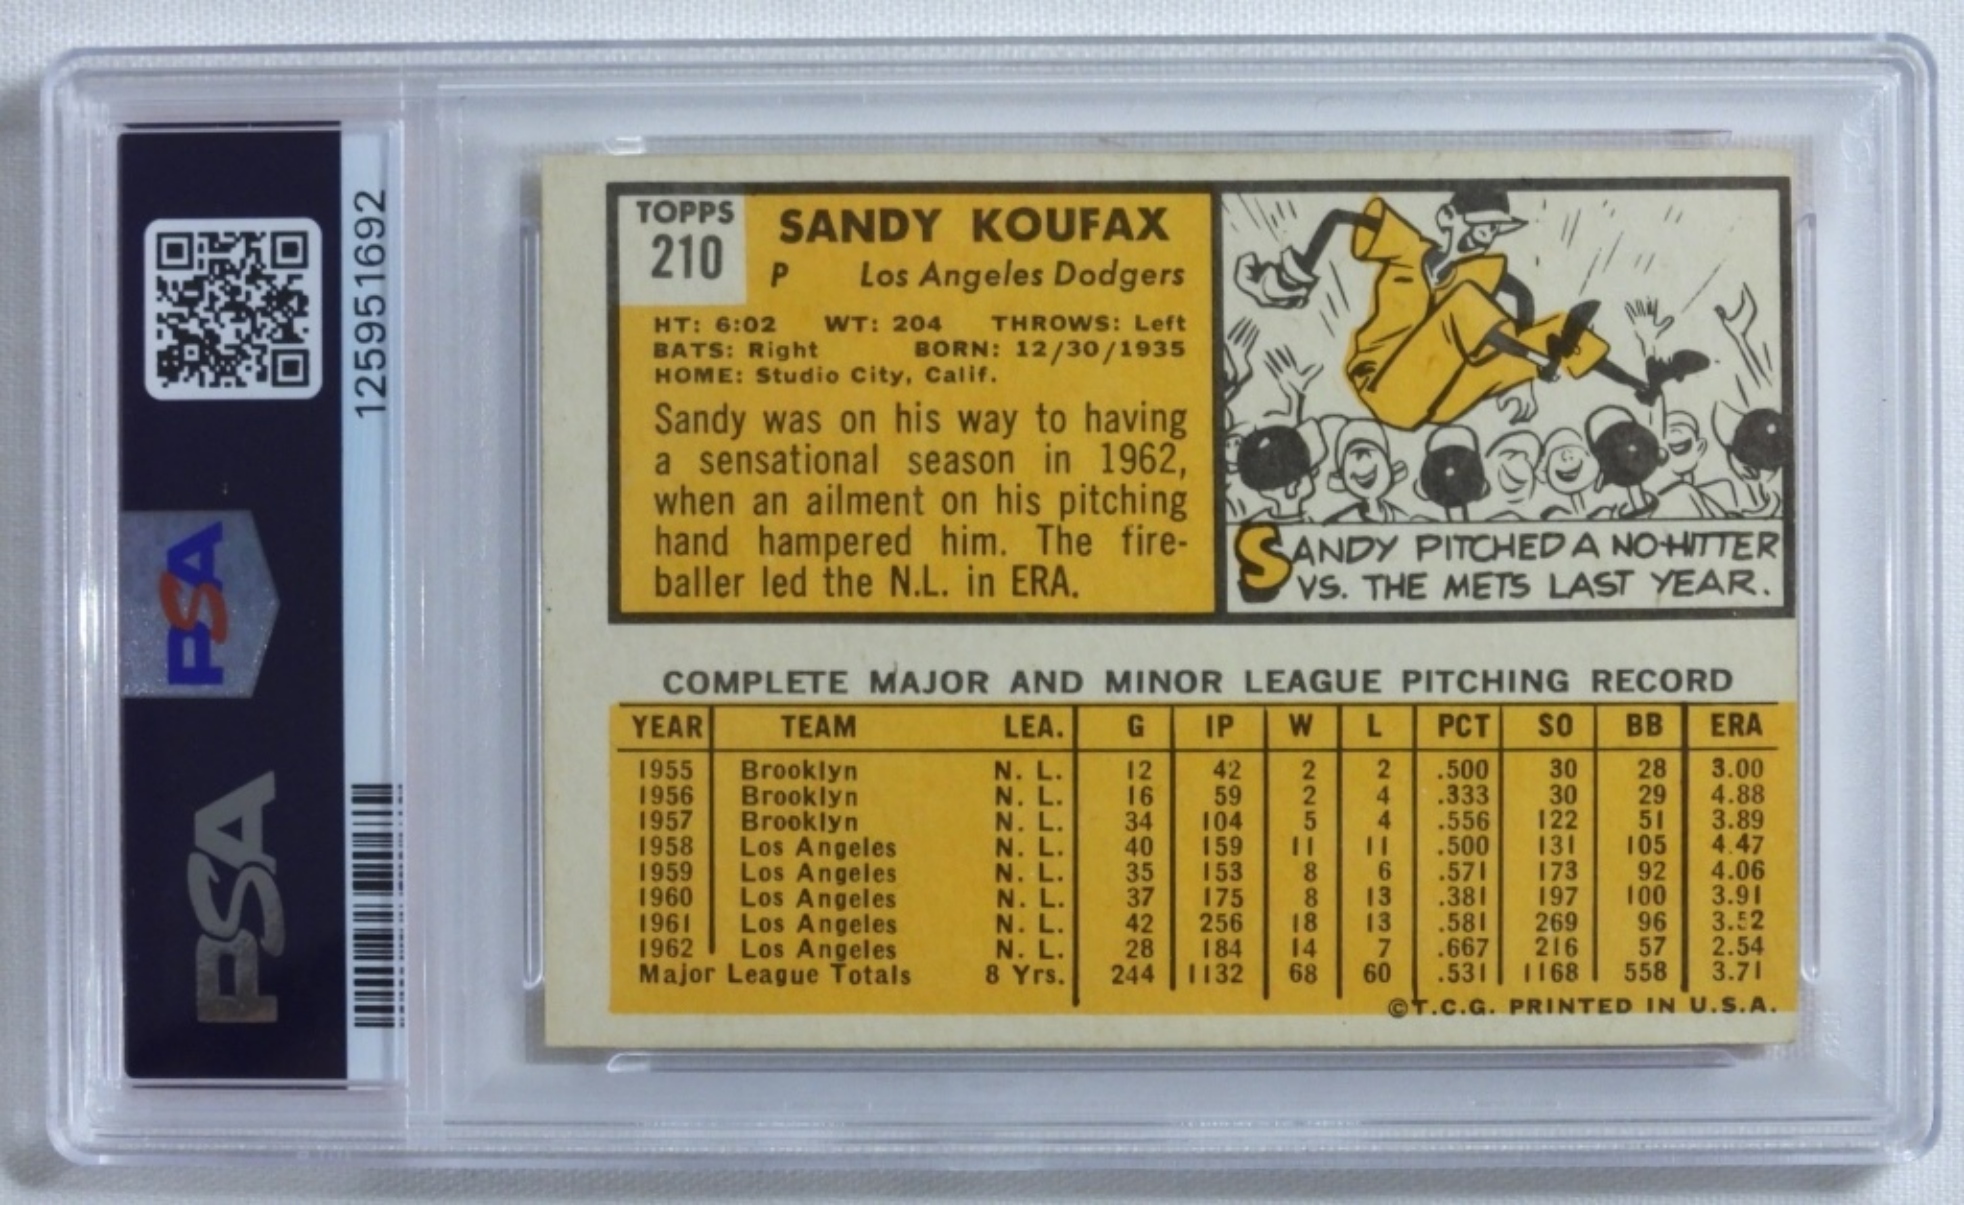 125951692
PSA
PSA
TOPPS
210
SANDY KOUFAX
P Los Angeles Dodgers
HT: 6:02 WT: 204 THROWS: Left
BATS: Right BORN: 12/30/1935
HOME: Studio City, Calif.
Sandy was on his way to having
a sensational season in 1962,
when an ailment on his pitching
hand hampered him. The fire-
baller led the N.L. in ERA.
SANDY PITCHED A NO-HITTER
VS. THE METS LAST YEAR.
COMPLETE MAJOR AND MINOR LEAGUE PITCHING RECORD
YEAR TEAM LEA. G IP W L PCT SO BB ERA
1955 Brooklyn N. L. 12 42 2 2 .500 30 28 3.00
1956 Brooklyn N. L. 16 59 2 4 .333 30 29 4.88
1957 Brooklyn N. L. 34 104 5 4 .556 122 51 3.89
1958 Los Angeles N. L. 40 159 11 11 .500 131 105 4.47
1959 Los Angeles N. L. 35 153 8 6 .571 173 92 4.06
1960 Los Angeles N. L. 37 175 8 13 .381 197 100 3.91
1961 Los Angeles N. L. 42 256 18 13 .581 269 96 3.52
1962 Los Angeles N. L. 28 184 14 7 .667 216 57 2.54
Major League Totals 8 Yrs. 244 1132 68 60 .531 1168 558 3.71
©T.C.G. PRINTED IN U.S.A.